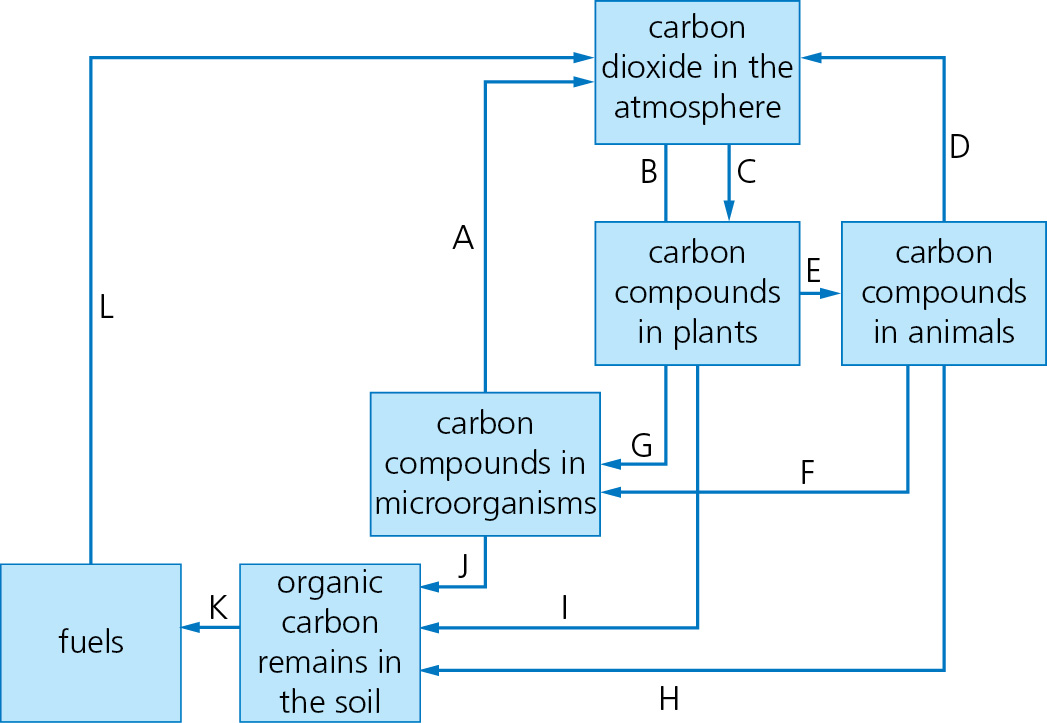 carbon
dioxide in the
atmosphere
B
C
D
A
L
carbon
compounds
in plants
E
carbon
compounds
in animals
carbon
compounds in
microorganisms
G
F
J
fuels
K
organic
carbon
remains in
the soil
I
H